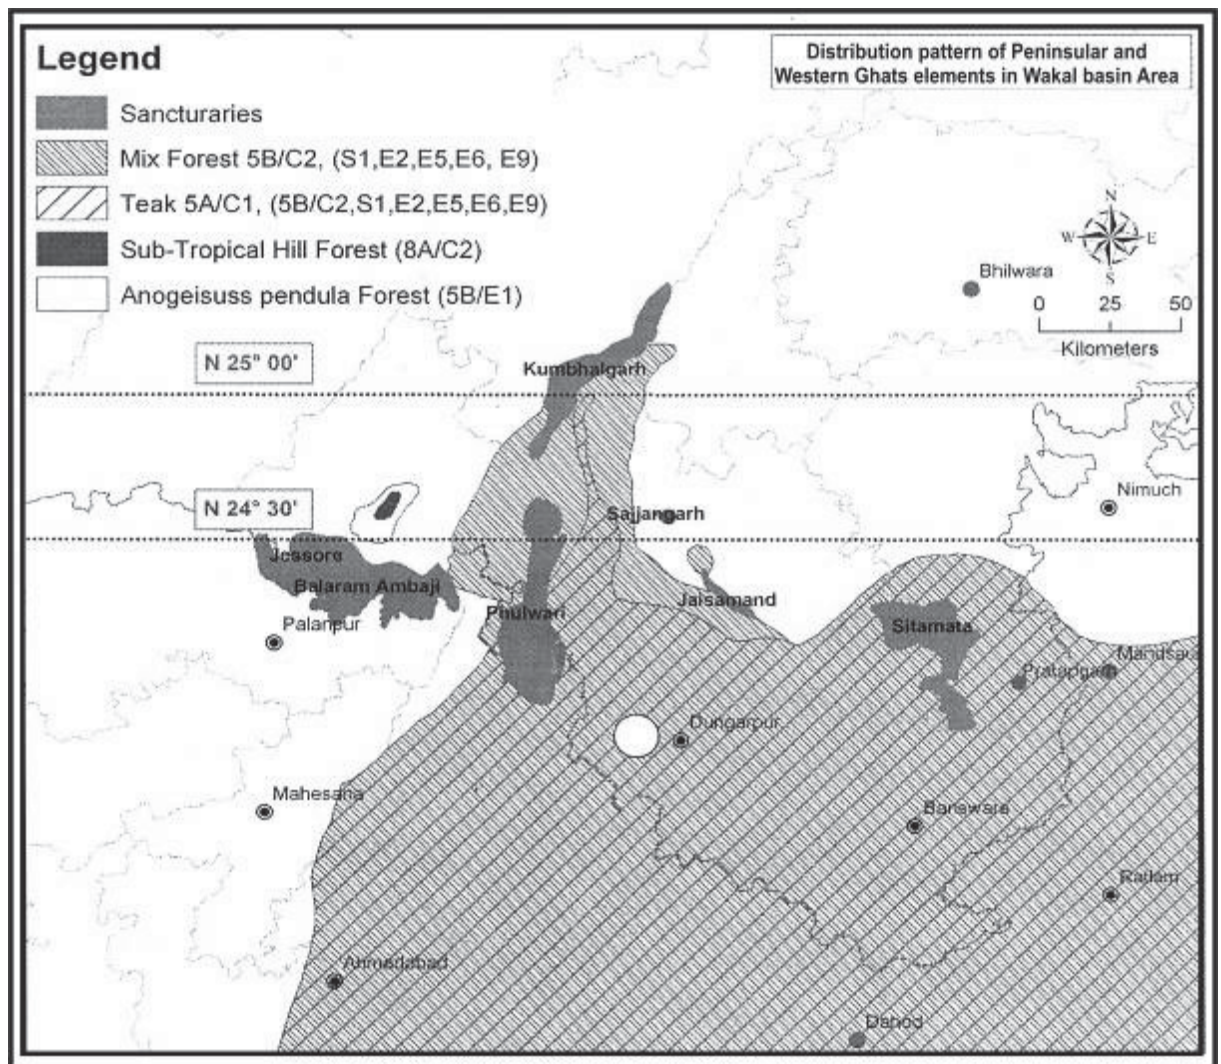 Legend
Distribution pattern of Peninsular and
Western Ghats elements in Wakal basin Area
Sancturaries
Mix Forest 5B/C2, (S1,E2,E5,E6, E9)
Teak 5A/C1, (5B/C2,S1,E2,E5,E6,E9)
Sub-Tropical Hill Forest (8A/C2)
Anogeisuss pendula Forest (5B/E1)
N
W E
S
Bhilwara
0 25 50
Kilometers
N 25° 00'
Kumbhalgarh
N 24° 30'
Nimuch
Sajjangarh
Jessore
Balaram Ambaji
Jaisamand
Phulwari
Palanpur
Sitamata
Mandsau
Pratapgarh
Dungarpur
Mahesana
Banswara
Ratlam
Ahmadabad
Dahod